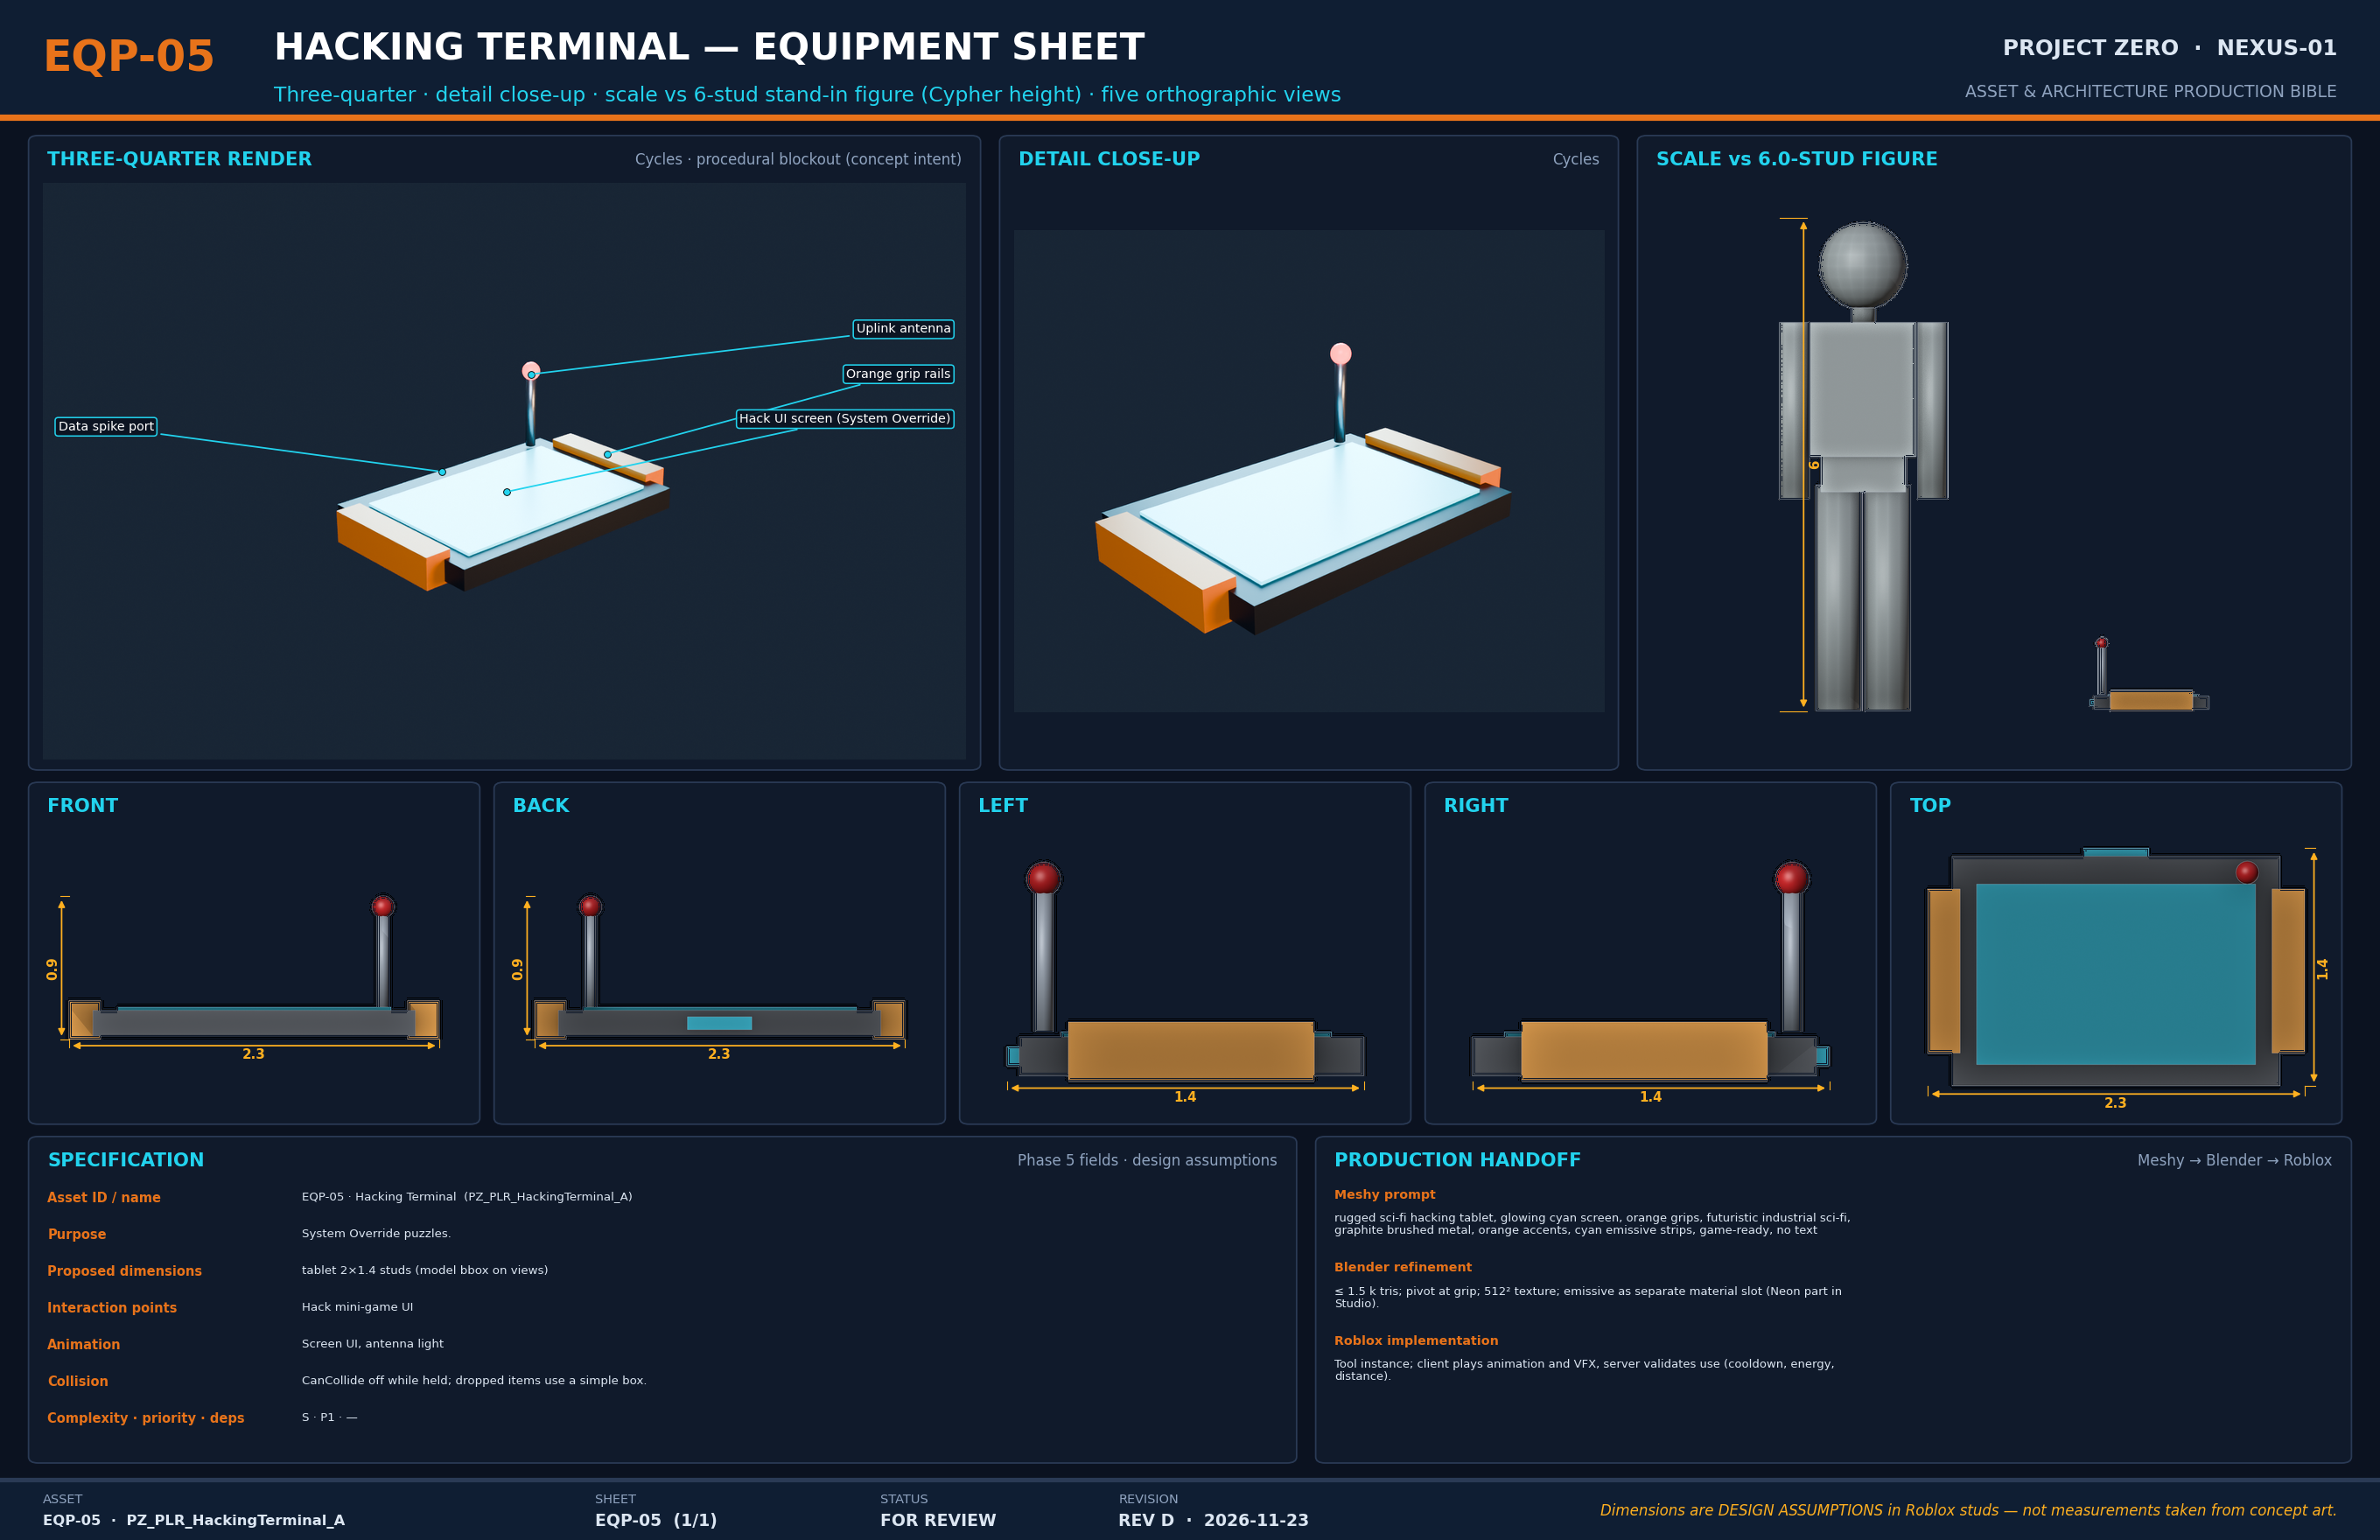 EQP-05
HACKING TERMINAL — EQUIPMENT SHEET
Three-quarter · detail close-up · scale vs 6-stud stand-in figure (Cypher height) · five orthographic views
PROJECT ZERO · NEXUS-01
ASSET & ARCHITECTURE PRODUCTION BIBLE
THREE-QUARTER RENDER
Cycles · procedural blockout (concept intent)
Uplink antenna
Orange grip rails
Hack UI screen (System Override)
Data spike port
DETAIL CLOSE-UP
Cycles
SCALE vs 6.0-STUD FIGURE
6
FRONT
0.9
2.3
BACK
0.9
2.3
LEFT
1.4
RIGHT
1.4
TOP
1.4
2.3
SPECIFICATION
Phase 5 fields · design assumptions
Asset ID / name
EQP-05 · Hacking Terminal (PZ_PLR_HackingTerminal_A)
Purpose
System Override puzzles.
Proposed dimensions
tablet 2×1.4 studs (model bbox on views)
Interaction points
Hack mini-game UI
Animation
Screen UI, antenna light
Collision
CanCollide off while held; dropped items use a simple box.
Complexity · priority · deps
S · P1 · —
PRODUCTION HANDOFF
Meshy → Blender → Roblox
Meshy prompt
rugged sci-fi hacking tablet, glowing cyan screen, orange grips, futuristic industrial sci-fi,
graphite brushed metal, orange accents, cyan emissive strips, game-ready, no text
Blender refinement
≤ 1.5 k tris; pivot at grip; 512² texture; emissive as separate material slot (Neon part in
Studio).
Roblox implementation
Tool instance; client plays animation and VFX, server validates use (cooldown, energy,
distance).
ASSET
EQP-05 · PZ_PLR_HackingTerminal_A
SHEET
EQP-05 (1/1)
STATUS
FOR REVIEW
REVISION
REV D · 2026-11-23
Dimensions are DESIGN ASSUMPTIONS in Roblox studs — not measurements taken from concept art.